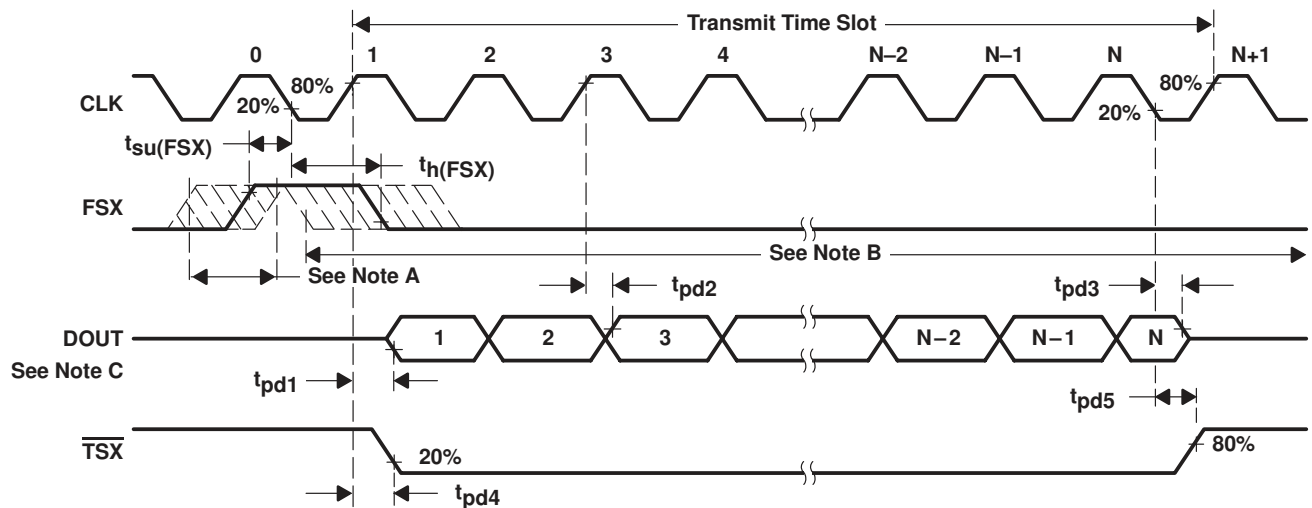 Transmit Time Slot
0 1 2 3 4 N–2 N–1 N N+1
CLK
20%
80%
20%
80%
tsu(FSX)
th(FSX)
FSX
See Note A
See Note B
tpd2
tpd3
DOUT
1 2 3 N–2 N–1 N
See Note C
tpd1
tpd5
TSX
20%
80%
tpd4